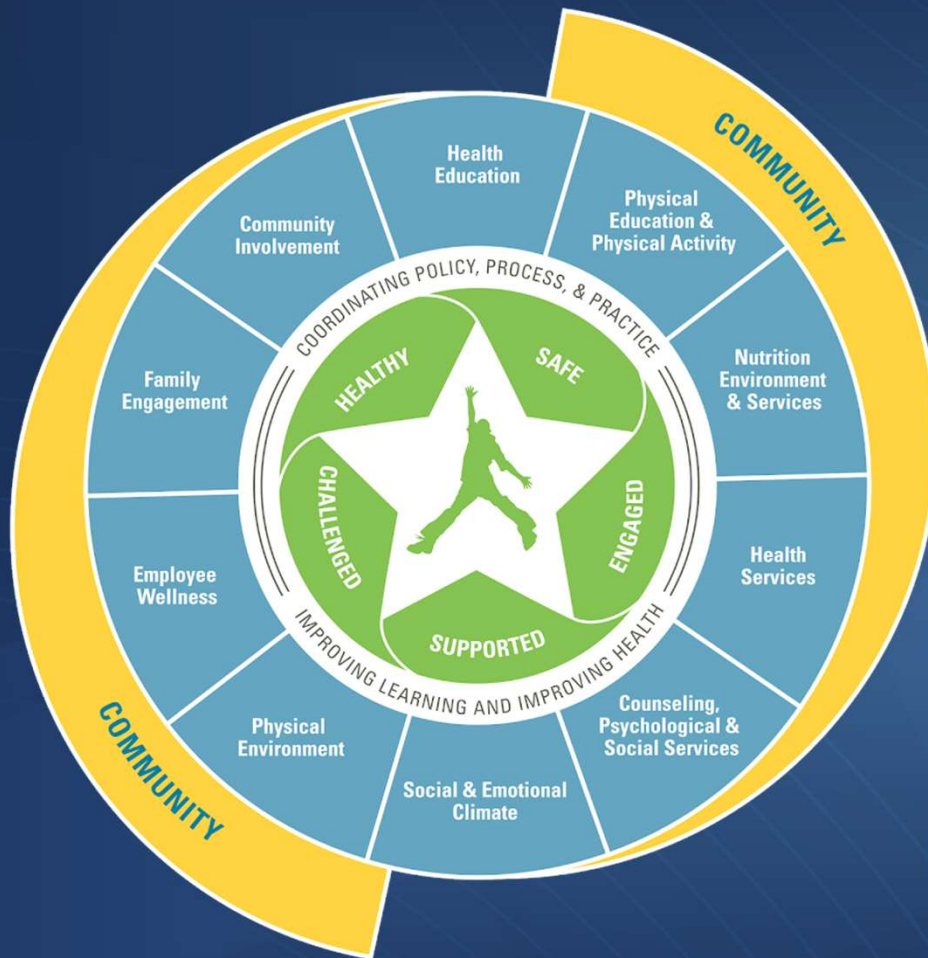 COMMUNITY
Health
Education
Physical
Education &
Physical Activity
Nutrition
Environment
& Services
Health
Services
Counseling,
Psychological &
Social Services
Social & Emotional
Climate
Physical
Environment
Employee
Wellness
Family
Engagement
Community
Involvement
COORDINATING POLICY, PROCESS, & PRACTICE
IMPROVING LEARNING AND IMPROVING HEALTH
HEALTHY
SAFE
ENGAGED
SUPPORTED
CHALLENGED
COMMUNITY